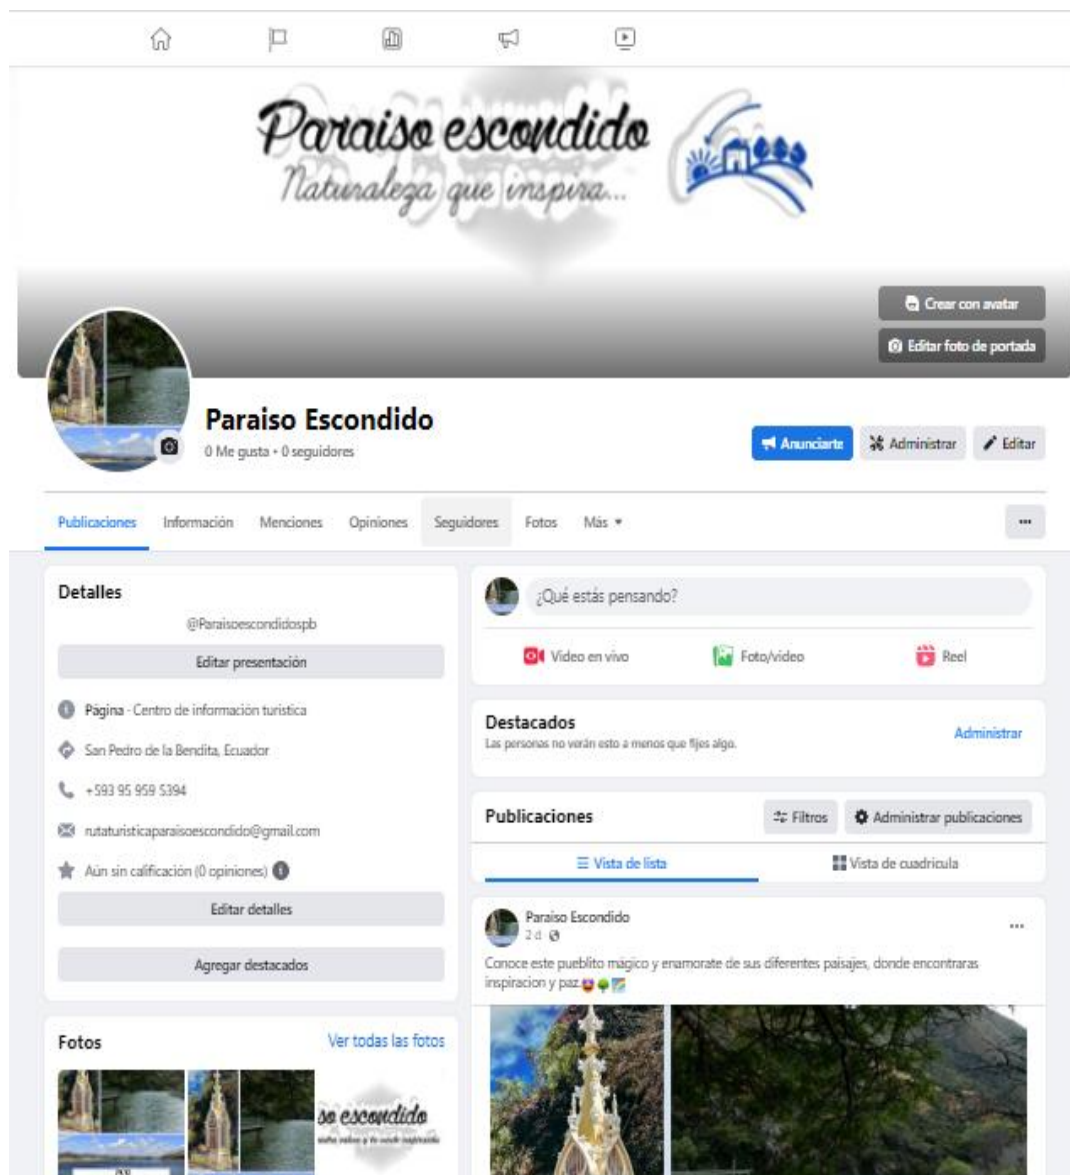 Paraiso escondido
Naturaleza que inspira...
Crear con avatar
Editar foto de portada
Paraiso Escondido
0 Me gusta • 0 seguidores
Anunciarte
Administrar
Editar
Publicaciones
Información
Menciones
Opiniones
Seguidores
Fotos
Más
Detalles
@Paraisoescondidospb
Editar presentación
Página · Centro de información turística
San Pedro de la Bendita, Ecuador
+593 95 959 5394
rutaturisticaparaisoescondido@gmail.com
Aún sin calificación (0 opiniones)
Editar detalles
Agregar destacados
Fotos
Ver todas las fotos
so escondido
¿Qué estás pensando?
Video en vivo
Foto/video
Reel
Destacados
Las personas no verán esto a menos que fijes algo.
Administrar
Publicaciones
Filtros
Administrar publicaciones
Vista de lista
Vista de cuadrícula
Paraiso Escondido
2 d
Conoce este pueblito mágico y enamorate de sus diferentes paisajes, donde encontraras
inspiracion y paz.